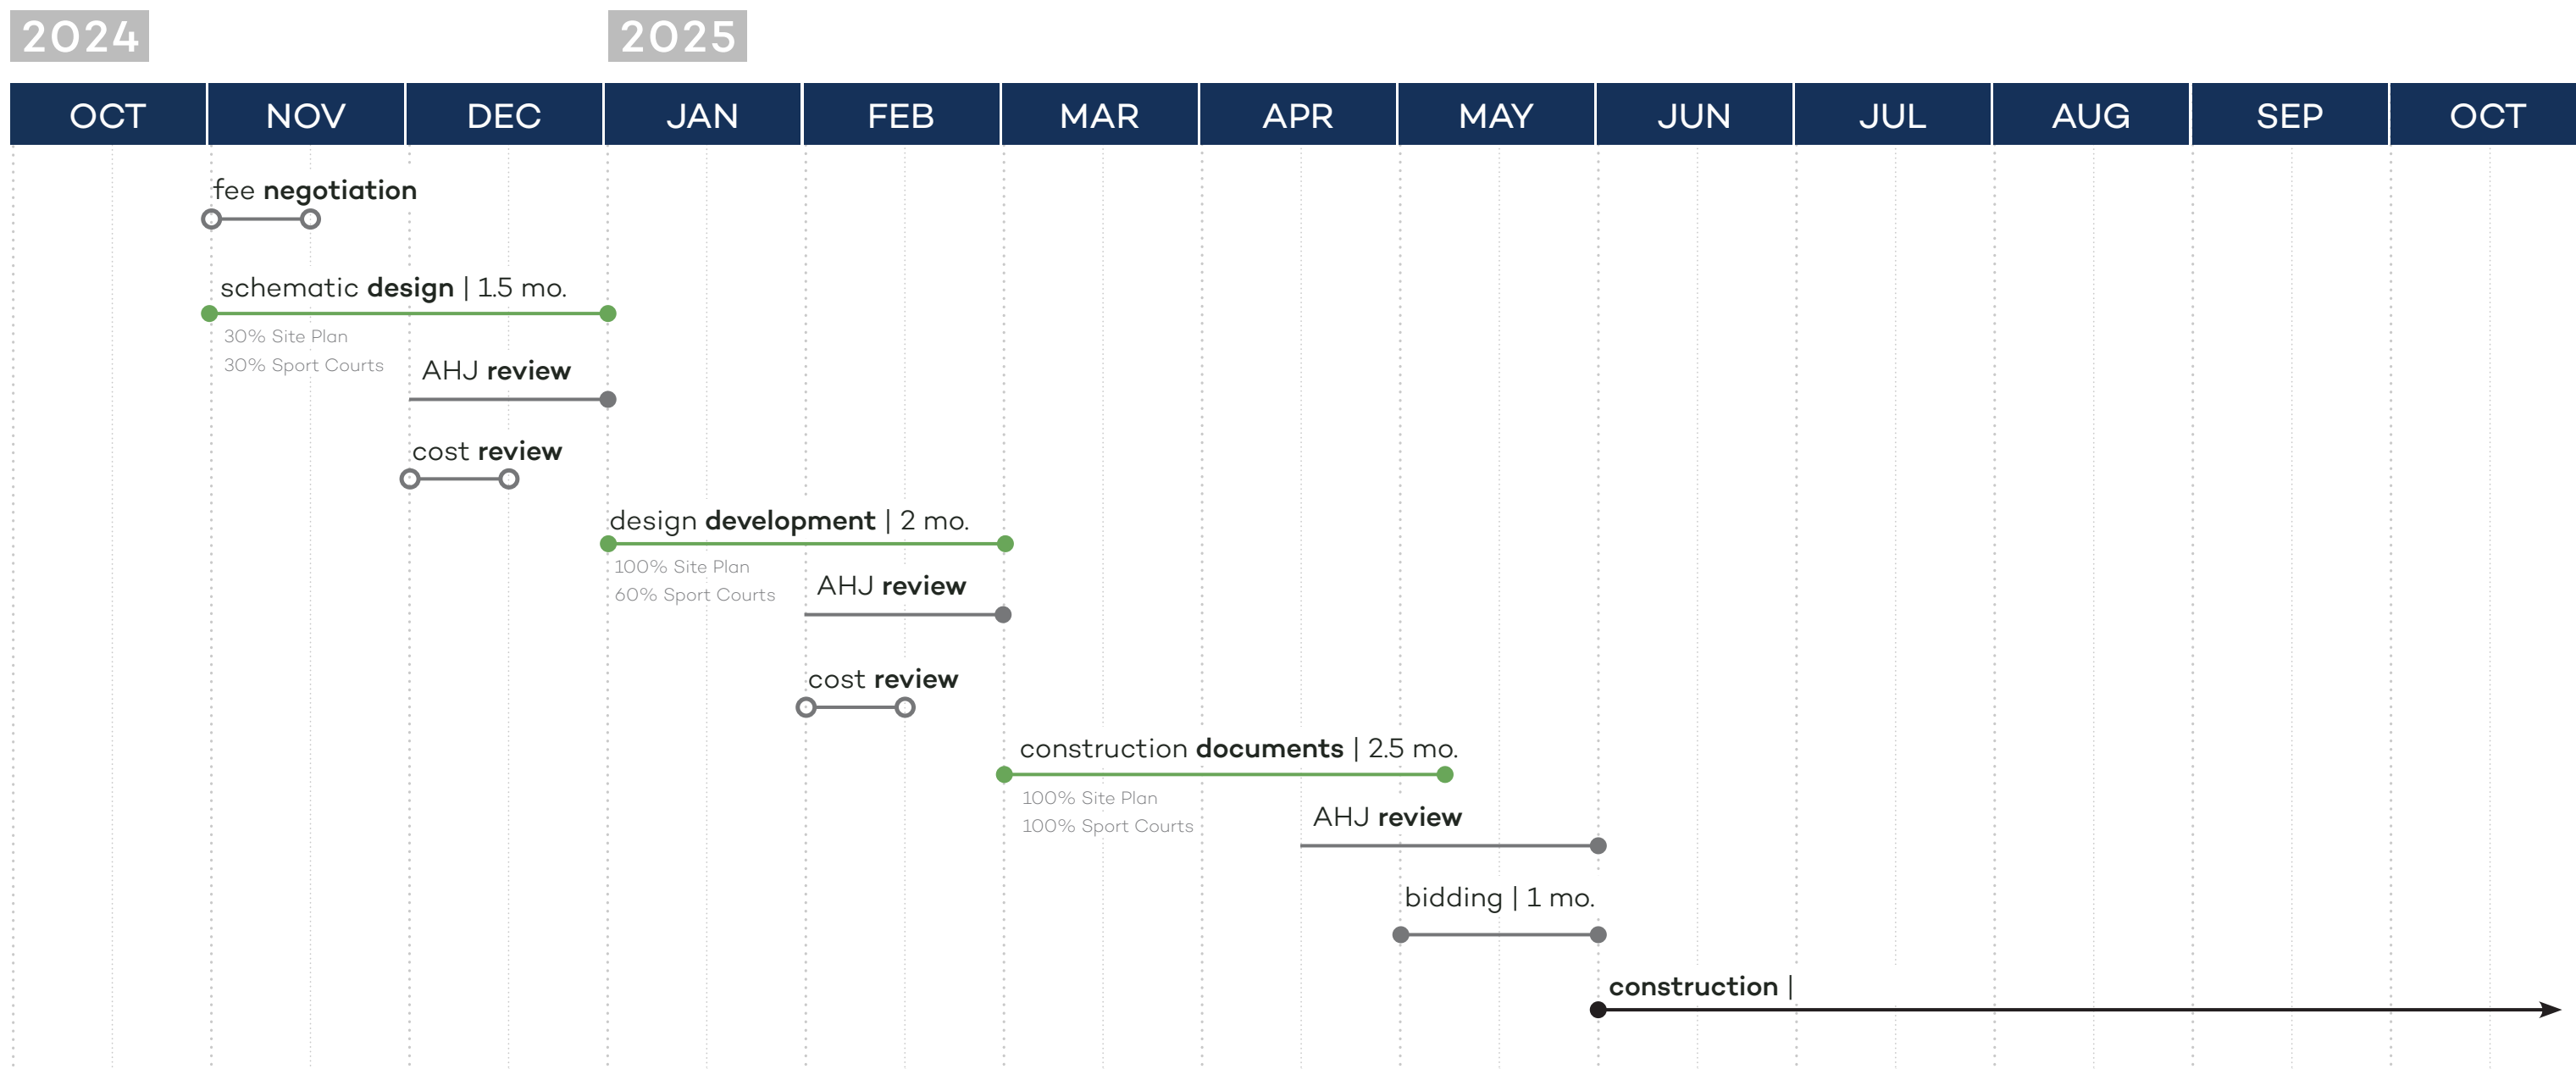 2024 2025
OCT NOV DEC JAN FEB MAR APR MAY JUN JUL AUG SEP OCT
fee negotiation
schematic design | 1.5 mo.
30% Site Plan
30% Sport Courts
AHJ review
cost review
design development | 2 mo.
100% Site Plan
60% Sport Courts
AHJ review
cost review
construction documents | 2.5 mo.
100% Site Plan
100% Sport Courts
AHJ review
bidding | 1 mo.
construction |